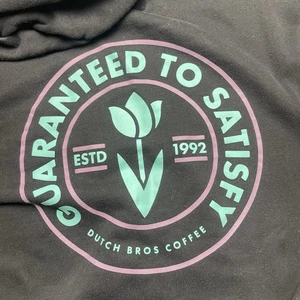 GUARANTEED TO SATISFY
ESTD 1992
DUTCH BROS COFFEE